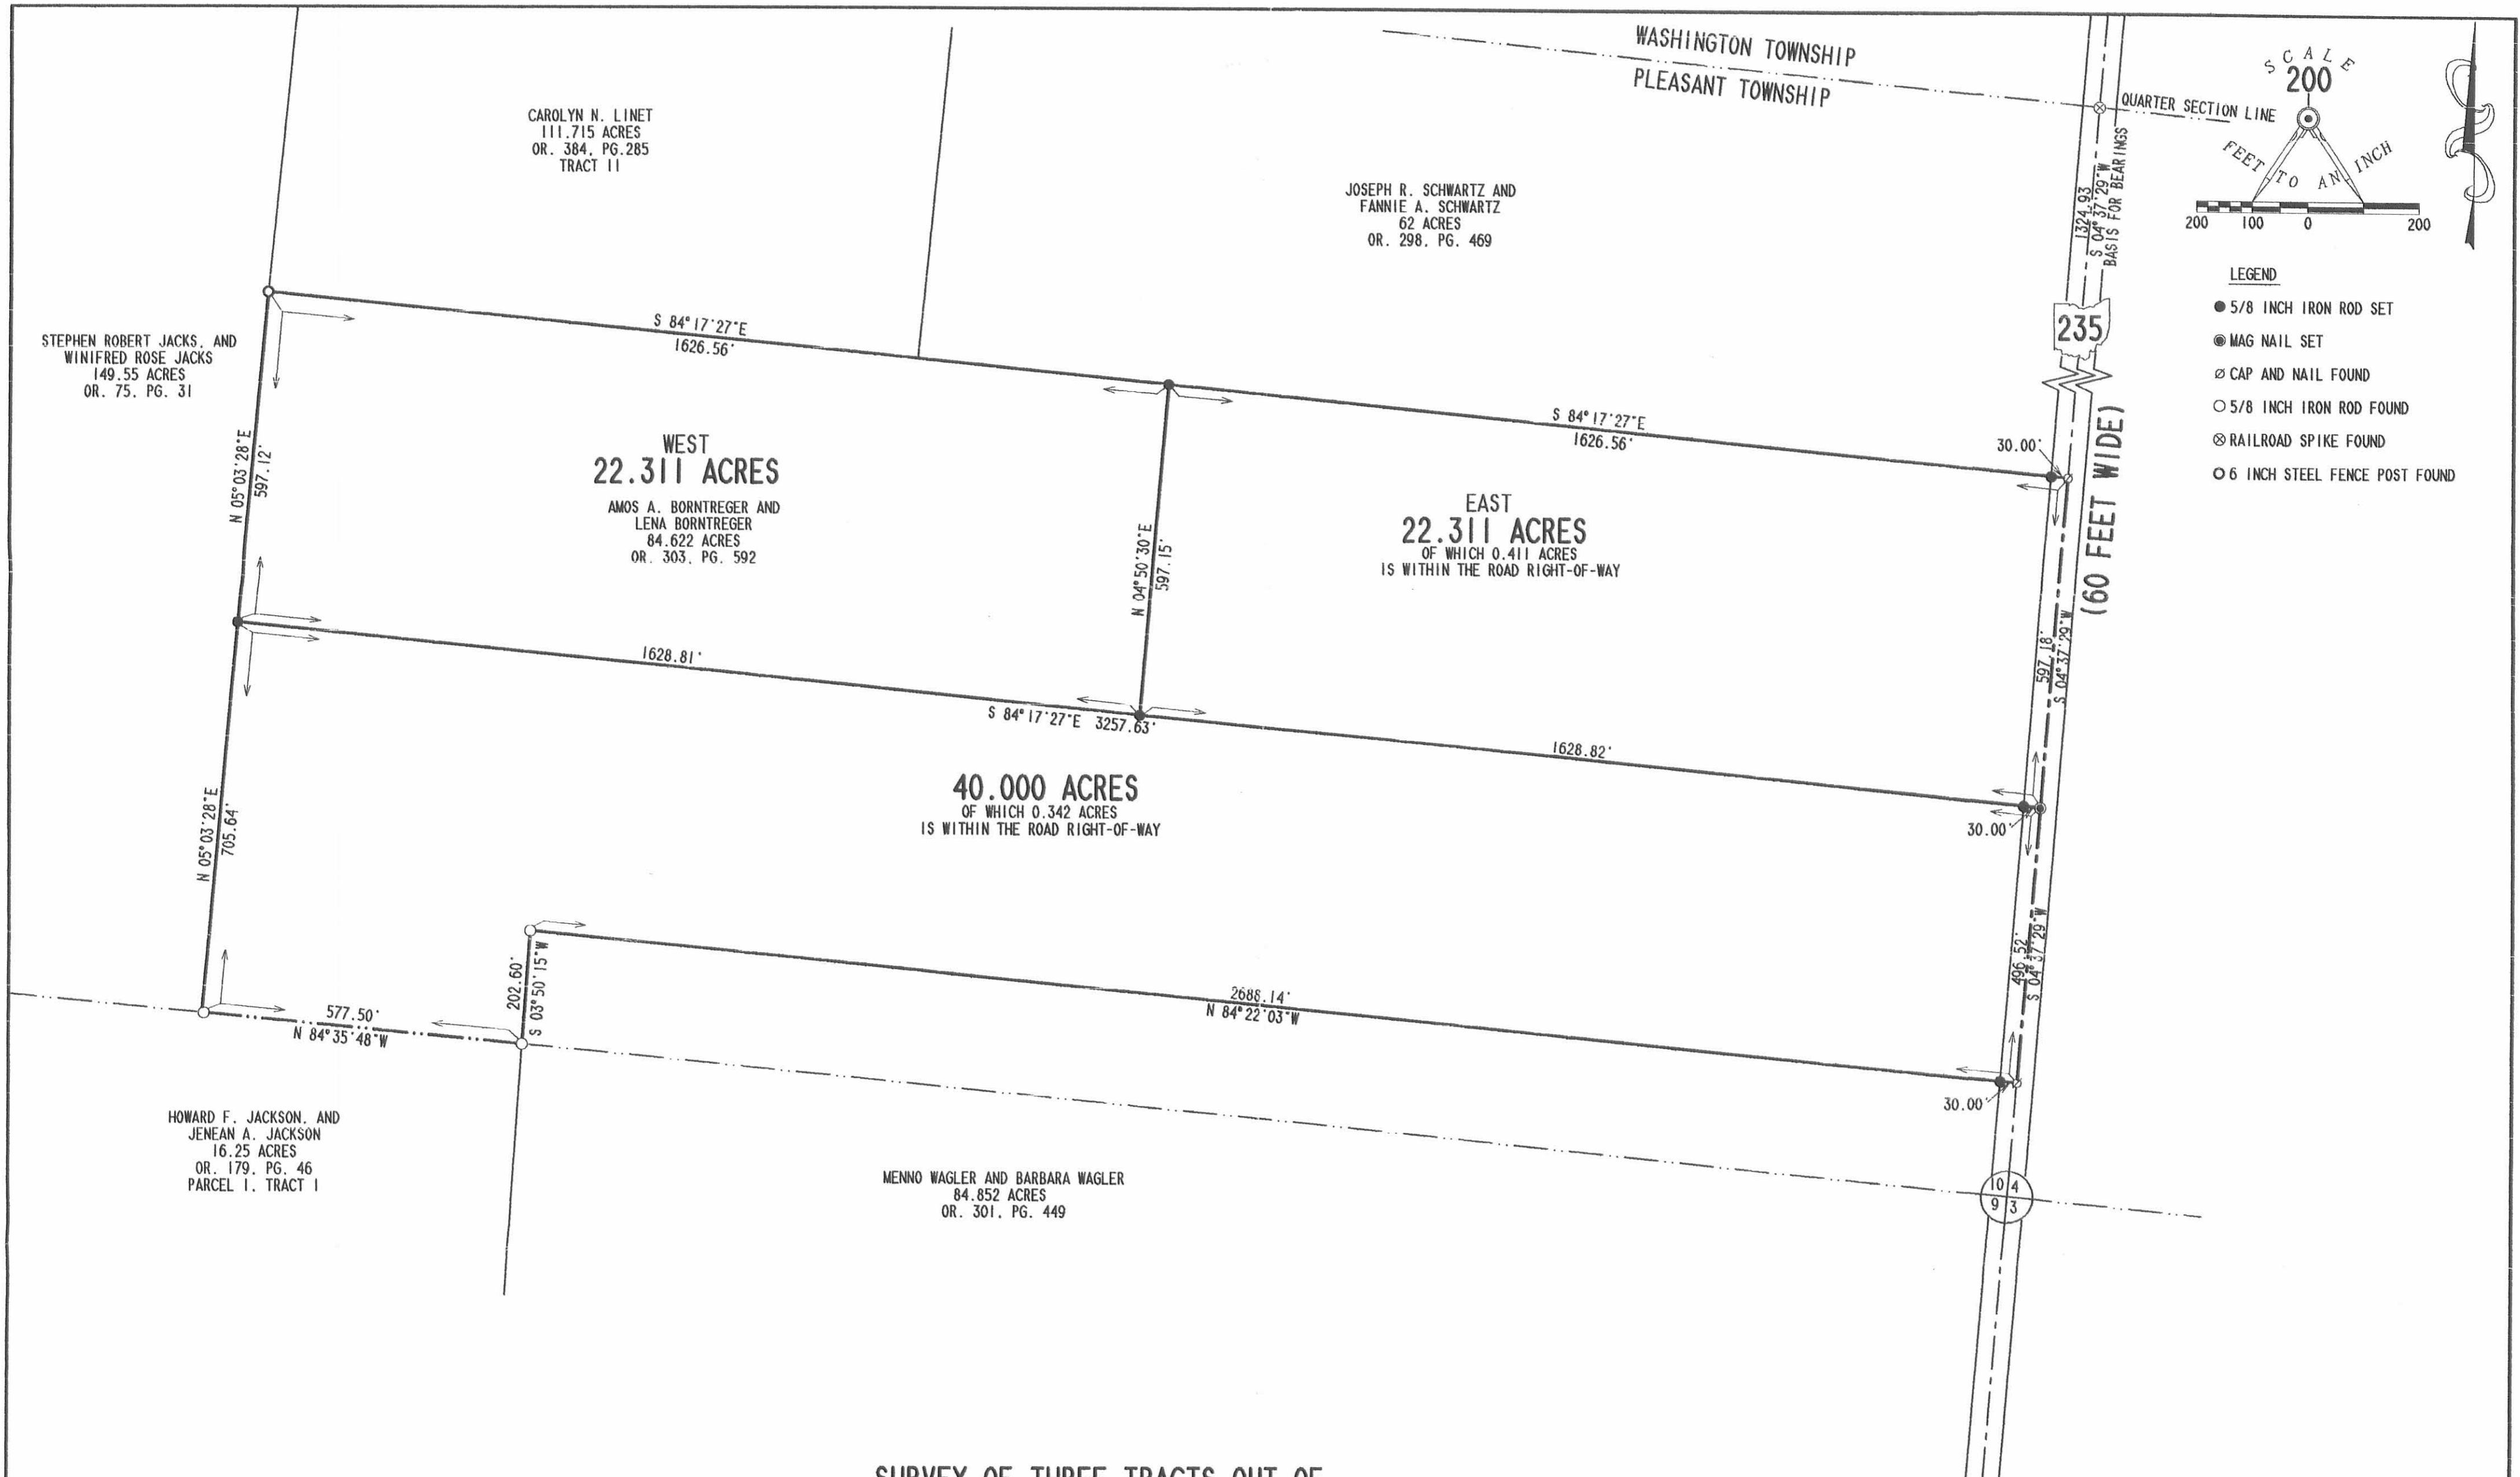 WASHINGTON TOWNSHIP
PLEASANT TOWNSHIP
QUARTER SECTION LINE
SCALE
200
FEET TO AN INCH
200 100 0 200
CAROLYN N. LINET
111.715 ACRES
OR. 384, PG.285
TRACT II
JOSEPH R. SCHWARTZ AND
FANNIE A. SCHWARTZ
62 ACRES
OR. 298, PG. 469
1324.93
S 04°37'29"W
BASIS FOR BEARINGS
235
(60 FEET WIDE)
LEGEND
5/8 INCH IRON ROD SET
MAG NAIL SET
CAP AND NAIL FOUND
5/8 INCH IRON ROD FOUND
RAILROAD SPIKE FOUND
6 INCH STEEL FENCE POST FOUND
STEPHEN ROBERT JACKS, AND
WINIFRED ROSE JACKS
149.55 ACRES
OR. 75, PG. 31
S 84°17'27"E
1626.56'
S 84°17'27"E
1626.56'
30.00'
N 05°03'28"E
597.12'
WEST
22.311 ACRES
AMOS A. BORNTREGER AND
LENA BORNTREGER
84.622 ACRES
OR. 303, PG. 592
N 04°50'30"E
597.15'
EAST
22.311 ACRES
OF WHICH 0.411 ACRES
IS WITHIN THE ROAD RIGHT-OF-WAY
597.18'
S 04°37'29"W
1628.81'
S 84°17'27"E 3257.63'
1628.82'
30.00'
40.000 ACRES
OF WHICH 0.342 ACRES
IS WITHIN THE ROAD RIGHT-OF-WAY
N 05°03'28"E
705.64'
496.52'
S 04°37'29"W
202.60'
S 03°50'15"W
2688.14'
N 84°22'03"W
577.50'
N 84°35'48"W
30.00'
HOWARD F. JACKSON, AND
JENEAN A. JACKSON
16.25 ACRES
OR. 179, PG. 46
PARCEL I, TRACT I
MENNO WAGLER AND BARBARA WAGLER
84.852 ACRES
OR. 301, PG. 449
10 4
9 3
SURVEY OF THREE TRACTS OUT OF